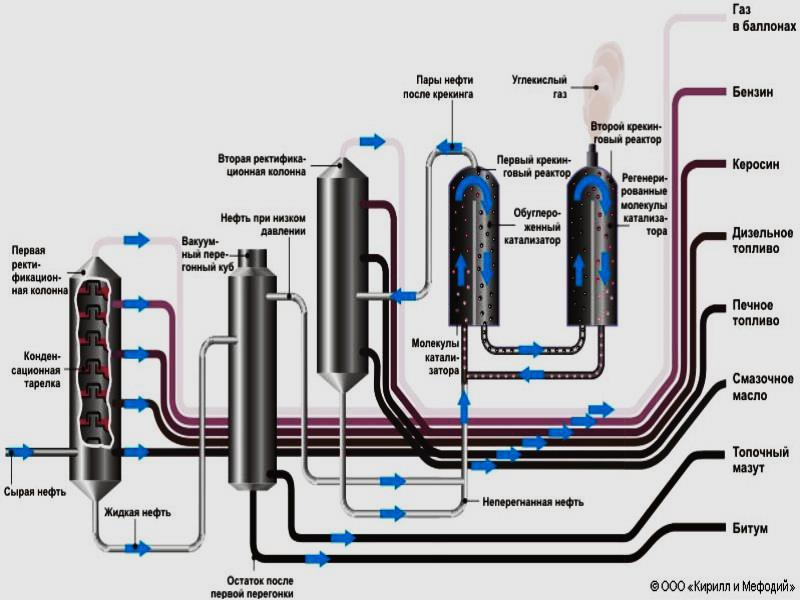 Газ
в баллонах
Пары нефти
после крекинга
Углекислый
газ
Бензин
Второй крекин-
говый реактор
Вторая ректифика-
ционная колонна
Первый крекин-
говый реактор
Керосин
Регенери-
рованные
молекулы
катализа-
тора
Нефть при низком
давлении
Обуглеро-
женный
катализатор
Вакуум-
ный пере-
гонный куб
Дизельное
топливо
Первая
ректи-
фикацион-
ная колонна
Печное
топливо
Молекулы
катали-
затора
Конден-
сационная
тарелка
Смазочное
масло
Топочный
мазут
Сырая нефть
Неперегнанная нефть
Жидкая нефть
Битум
Остаток после
первой перегонки
© ООО «Кирилл и Мефодий»